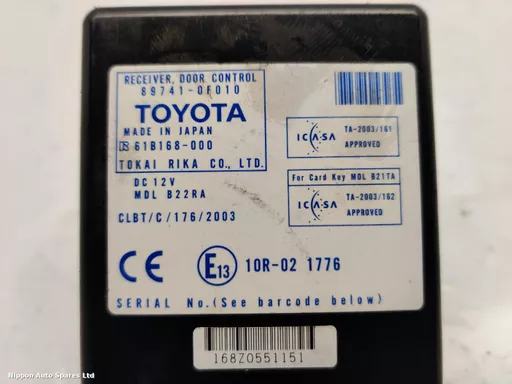 RECEIVER, DOOR CONTROL
89741-0F010
TOYOTA
MADE IN JAPAN
61B168-000
TOKAI RIKA CO., LTD.
DC 12V
MDL B22RA
CLBT/C/176/2003
ICASA
TA-2003/161
APPROVED
For Card Key MDL B21TA
ICASA
TA-2003/162
APPROVED
CE
E13
10R-02 1776
SERIAL No.(See barcode below)
168Z0551151
Nippon Auto Spares Ltd